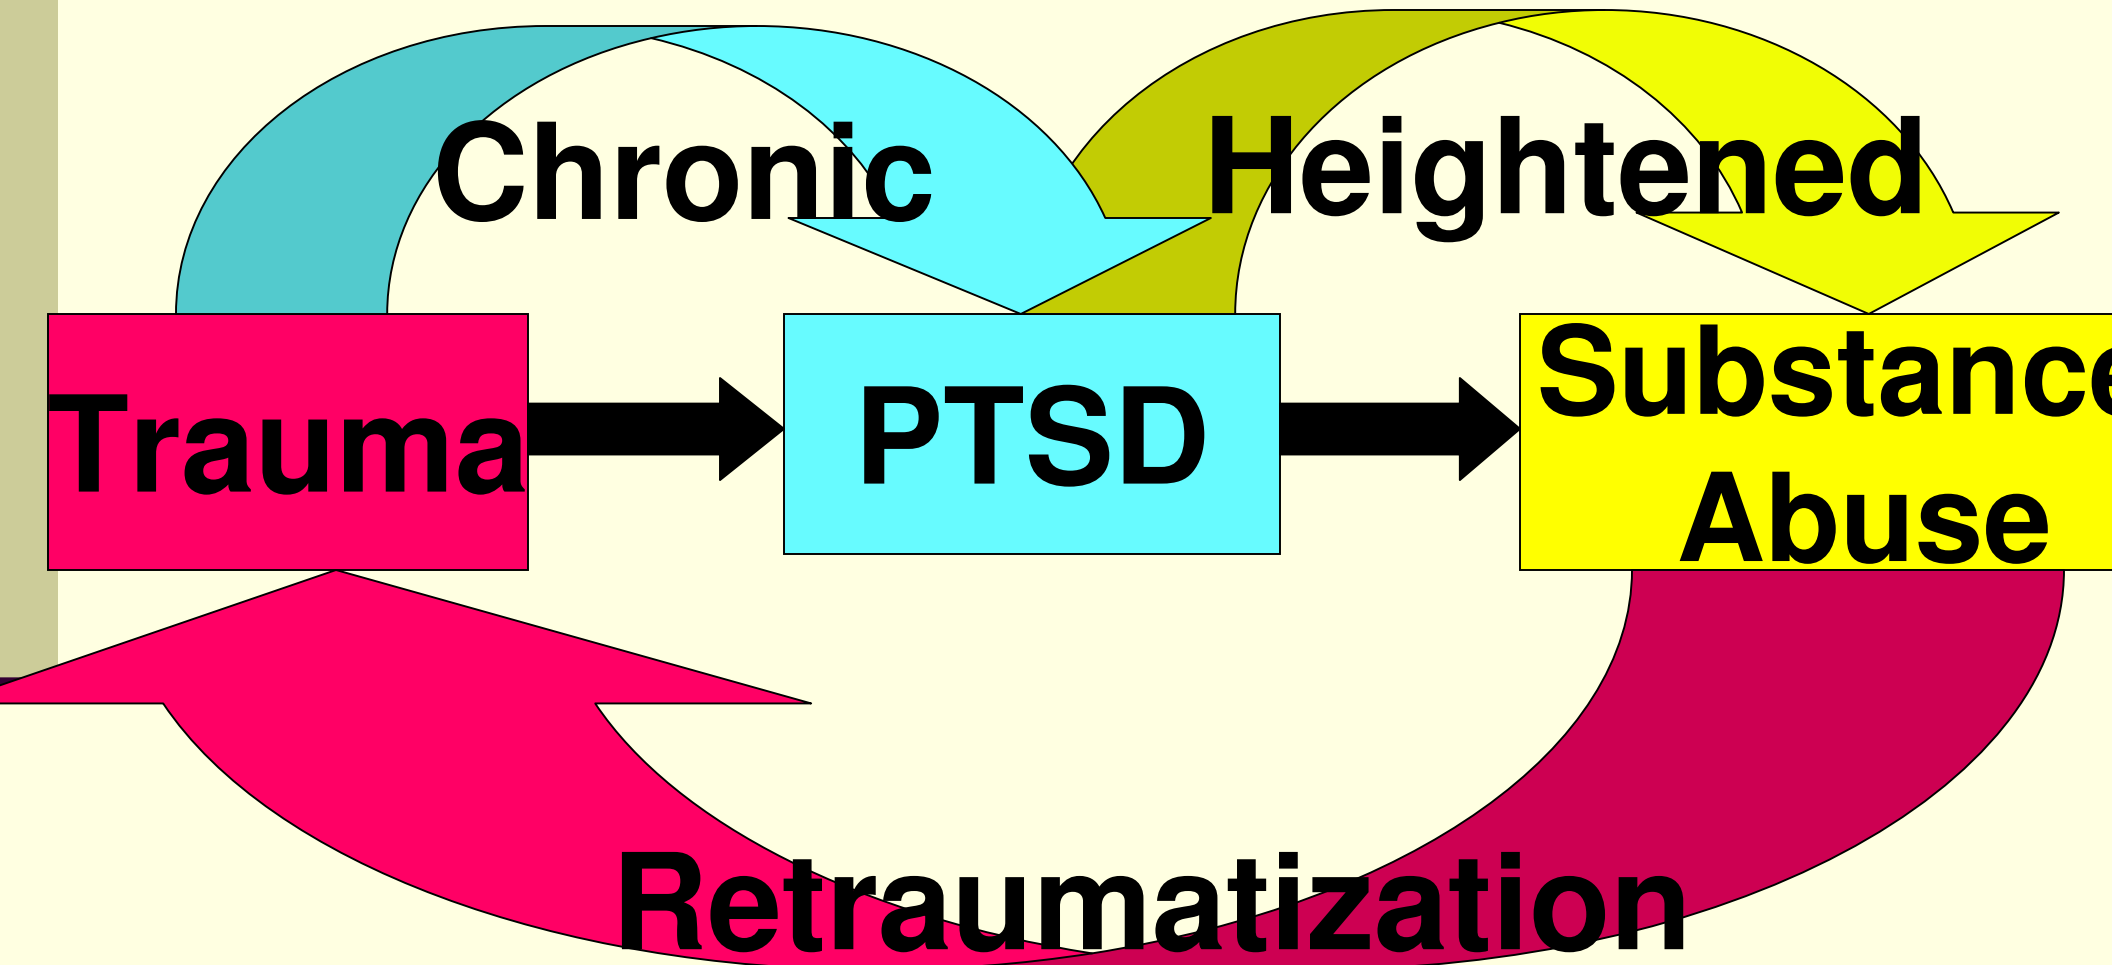 Chronic
Heightened
Trauma
PTSD
Substance
Abuse
Retraumatization